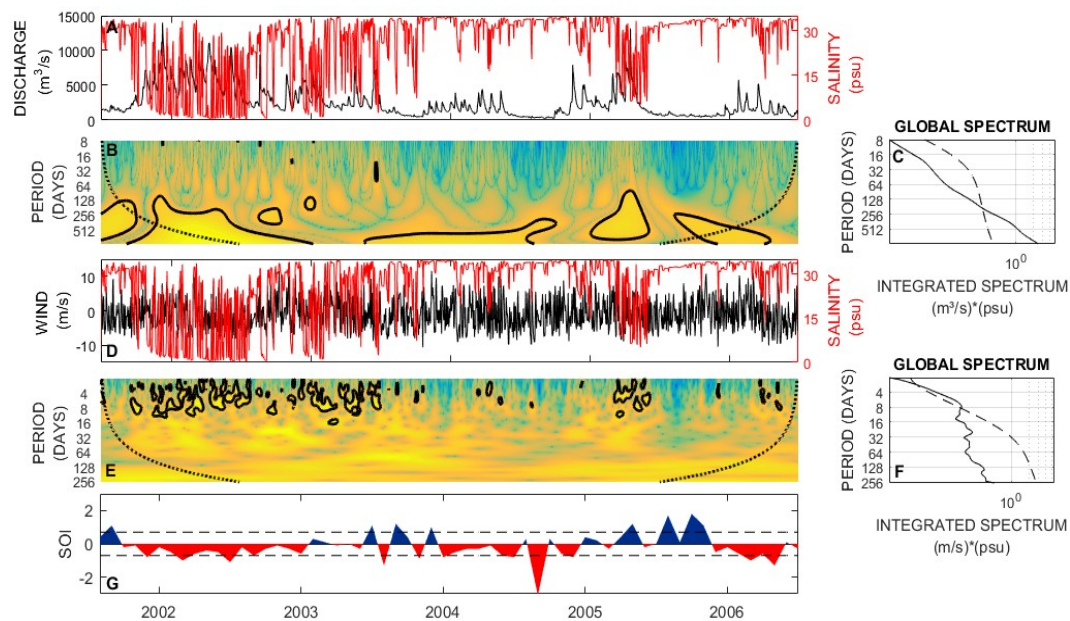 A
DISCHARGE
(m³/s)
15000
10000
5000
0
30
15
0
SALINITY
(psu)
B
PERIOD
(DAYS)
8
16
32
64
128
256
512
GLOBAL SPECTRUM
C
PERIOD (DAYS)
8
16
32
64
128
256
512
10⁰
INTEGRATED SPECTRUM
(m³/s)*(psu)
WIND
(m/s)
10
0
-10
D
30
15
0
SALINITY
(psu)
2003
2004
2005
2006
PERIOD
(DAYS)
4
8
16
32
64
128
256
E
GLOBAL SPECTRUM
PERIOD (DAYS)
4
8
16
32
64
128
256
F
10⁰
INTEGRATED SPECTRUM
(m/s)*(psu)
SOI
2
0
-2
G
2002
2003
2004
2005
2006